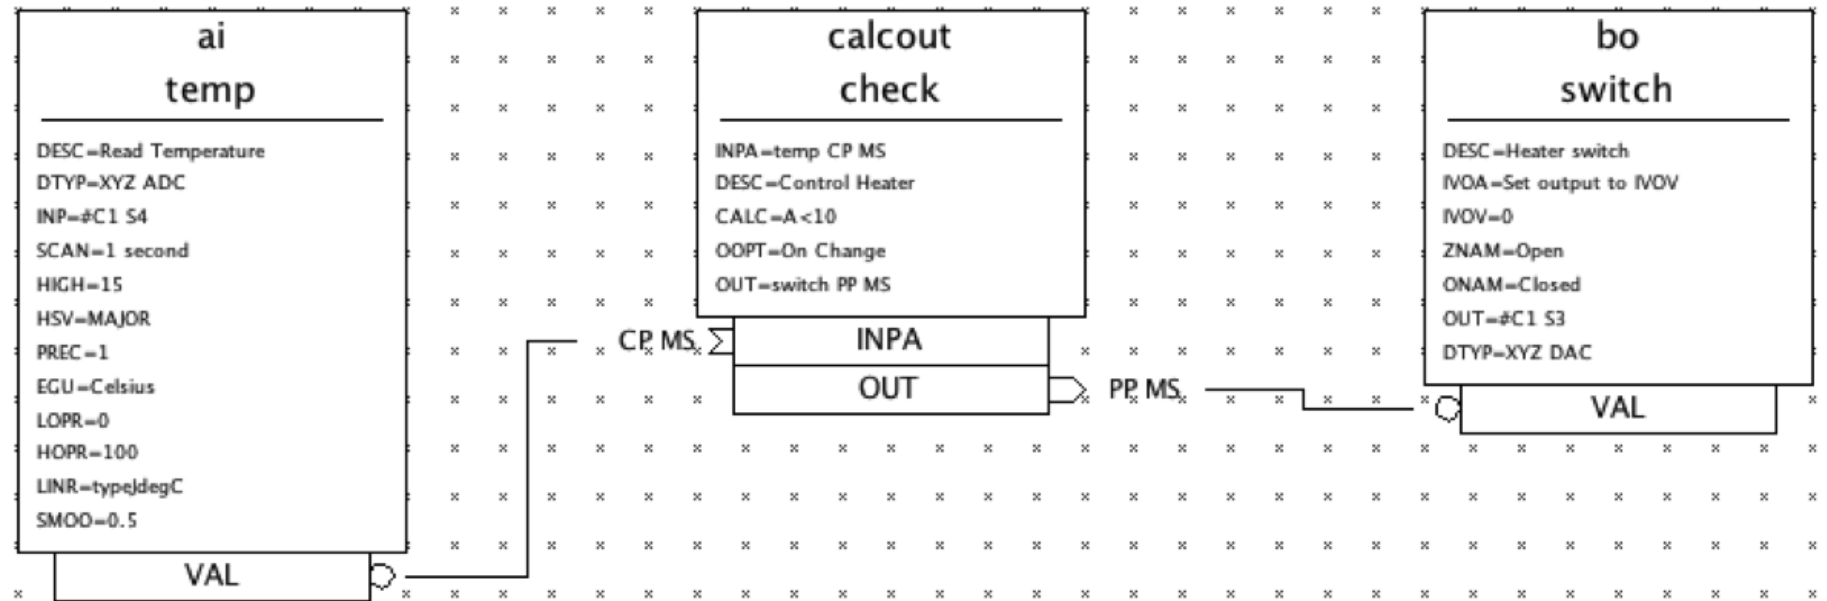 ai
temp
DESC=Read Temperature
DTYP=XYZ ADC
INP=#C1 S4
SCAN=1 second
HIGH=15
HSV=MAJOR
PREC=1
EGU=Celsius
LOPR=0
HOPR=100
LINR=typeJdegC
SMOO=0.5
VAL
calcout
check
INPA=temp CP MS
DESC=Control Heater
CALC=A<10
OOPT=On Change
OUT=switch PP MS
CP MS
INPA
OUT
PP MS
bo
switch
DESC=Heater switch
IVOA=Set output to IVOV
IVOV=0
ZNAM=Open
ONAM=Closed
OUT=#C1 S3
DTYP=XYZ DAC
VAL